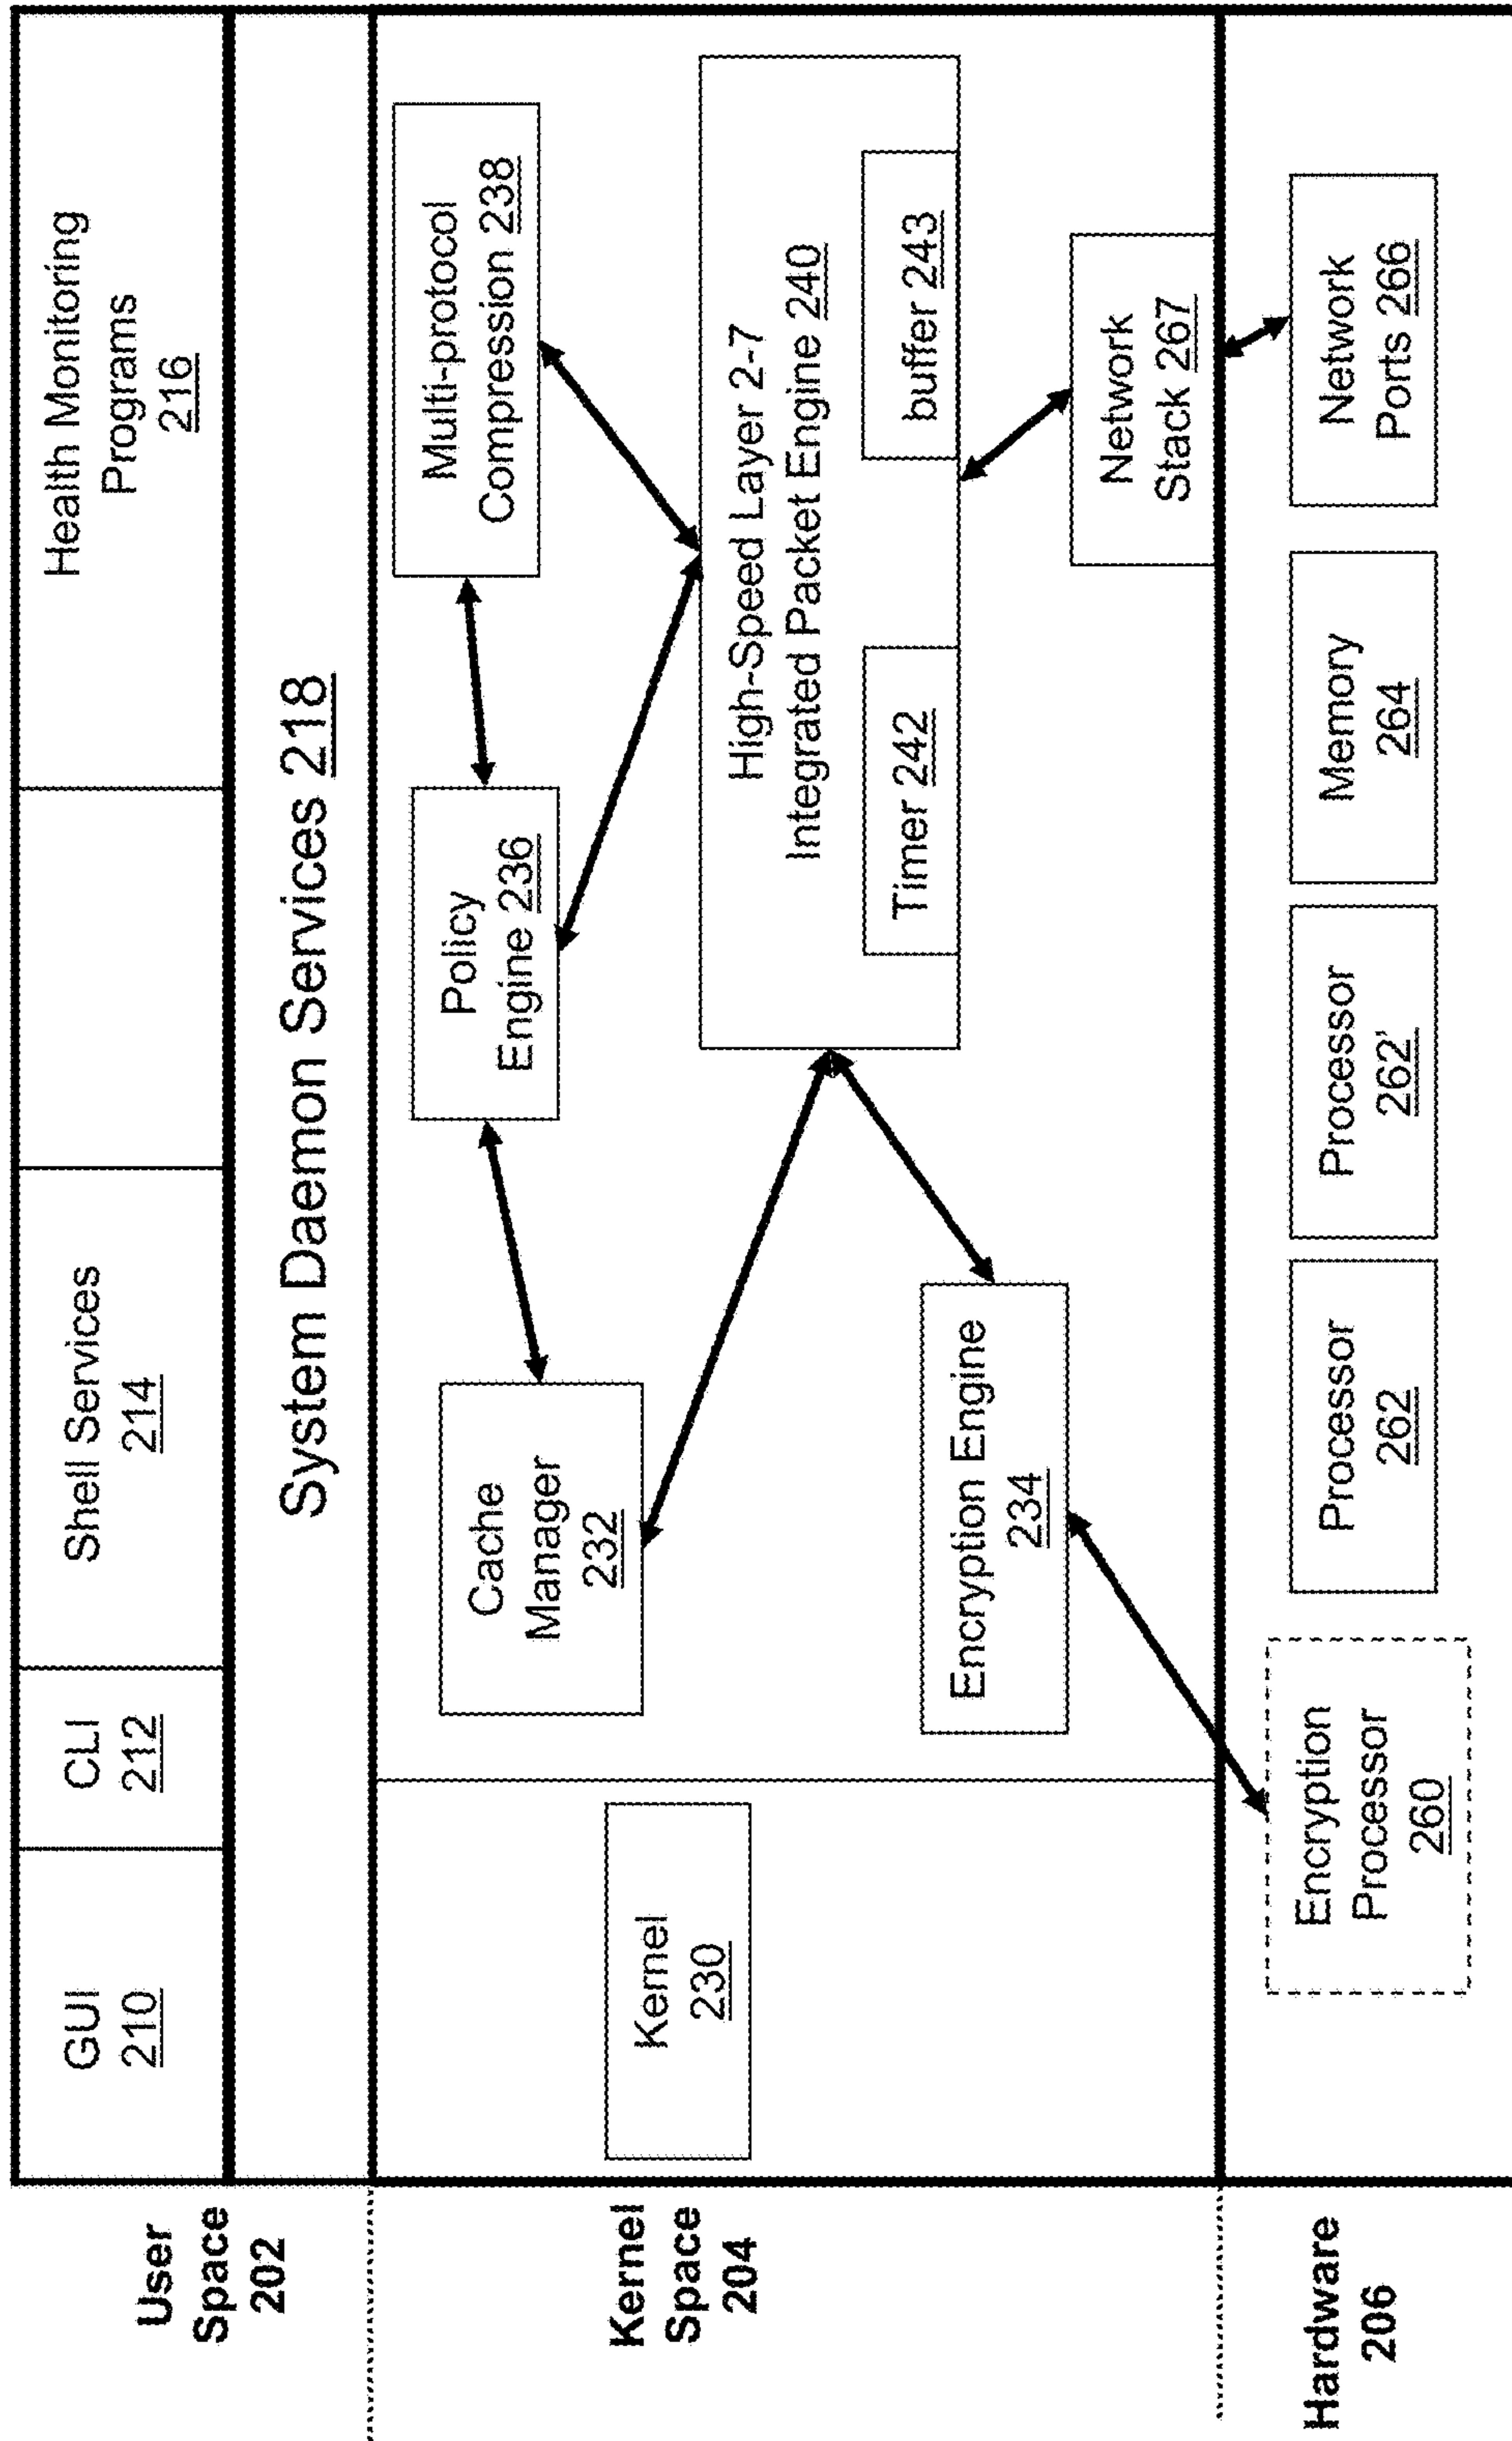 User
Space
202
GUI
210
CLI
212
Shell Services
214
Health Monitoring
Programs
216
System Daemon Services 218
Kernel
Space
204
Kernel
230
Cache
Manager
232
Policy
Engine 236
Multi-protocol
Compression 238
High-Speed Layer 2-7
Integrated Packet Engine 240
Timer 242
buffer 243
Encryption Engine
234
Network
Stack 267
Hardware
206
Encryption
Processor
260
Processor
262
Processor
262'
Memory
264
Network
Ports 266